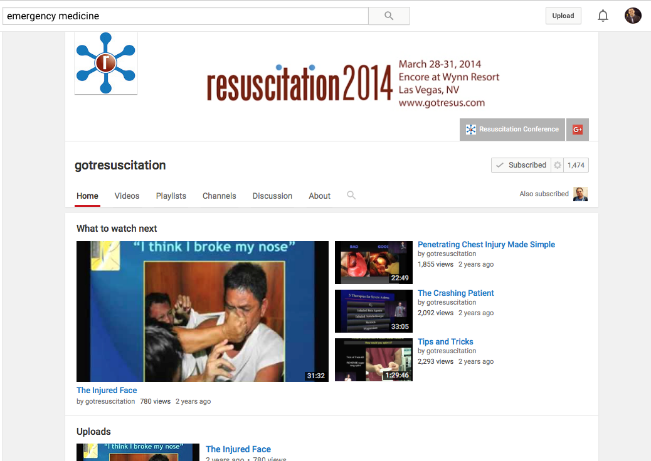 emergency medicine
Upload
resuscitation2014
March 28-31, 2014
Encore at Wynn Resort
Las Vegas, NV
www.gotresus.com
Resuscitation Conference
G+
gotresuscitation
Subscribed 1,474
Home Videos Playlists Channels Discussion About
Also subscribed
What to watch next
"I think I broke my nose"
31:32
The Injured Face
by gotresuscitation 780 views 2 years ago
22:49
Penetrating Chest Injury Made Simple
by gotresuscitation
1,855 views 2 years ago
33:05
The Crashing Patient
by gotresuscitation
2,092 views 2 years ago
1:29:46
Tips and Tricks
by gotresuscitation
2,293 views 2 years ago
Uploads
"I think I broke my nose"
The Injured Face
2 years ago • 780 views